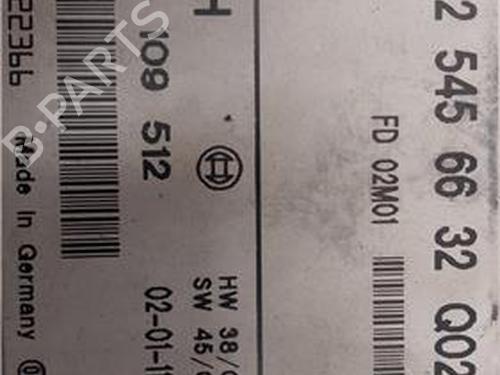 2 545 66 32 Q02
FD 02M01
H
109 512
HW 38/
SW 45/
02-01-1
22366 Made In Germany
B-PARTS